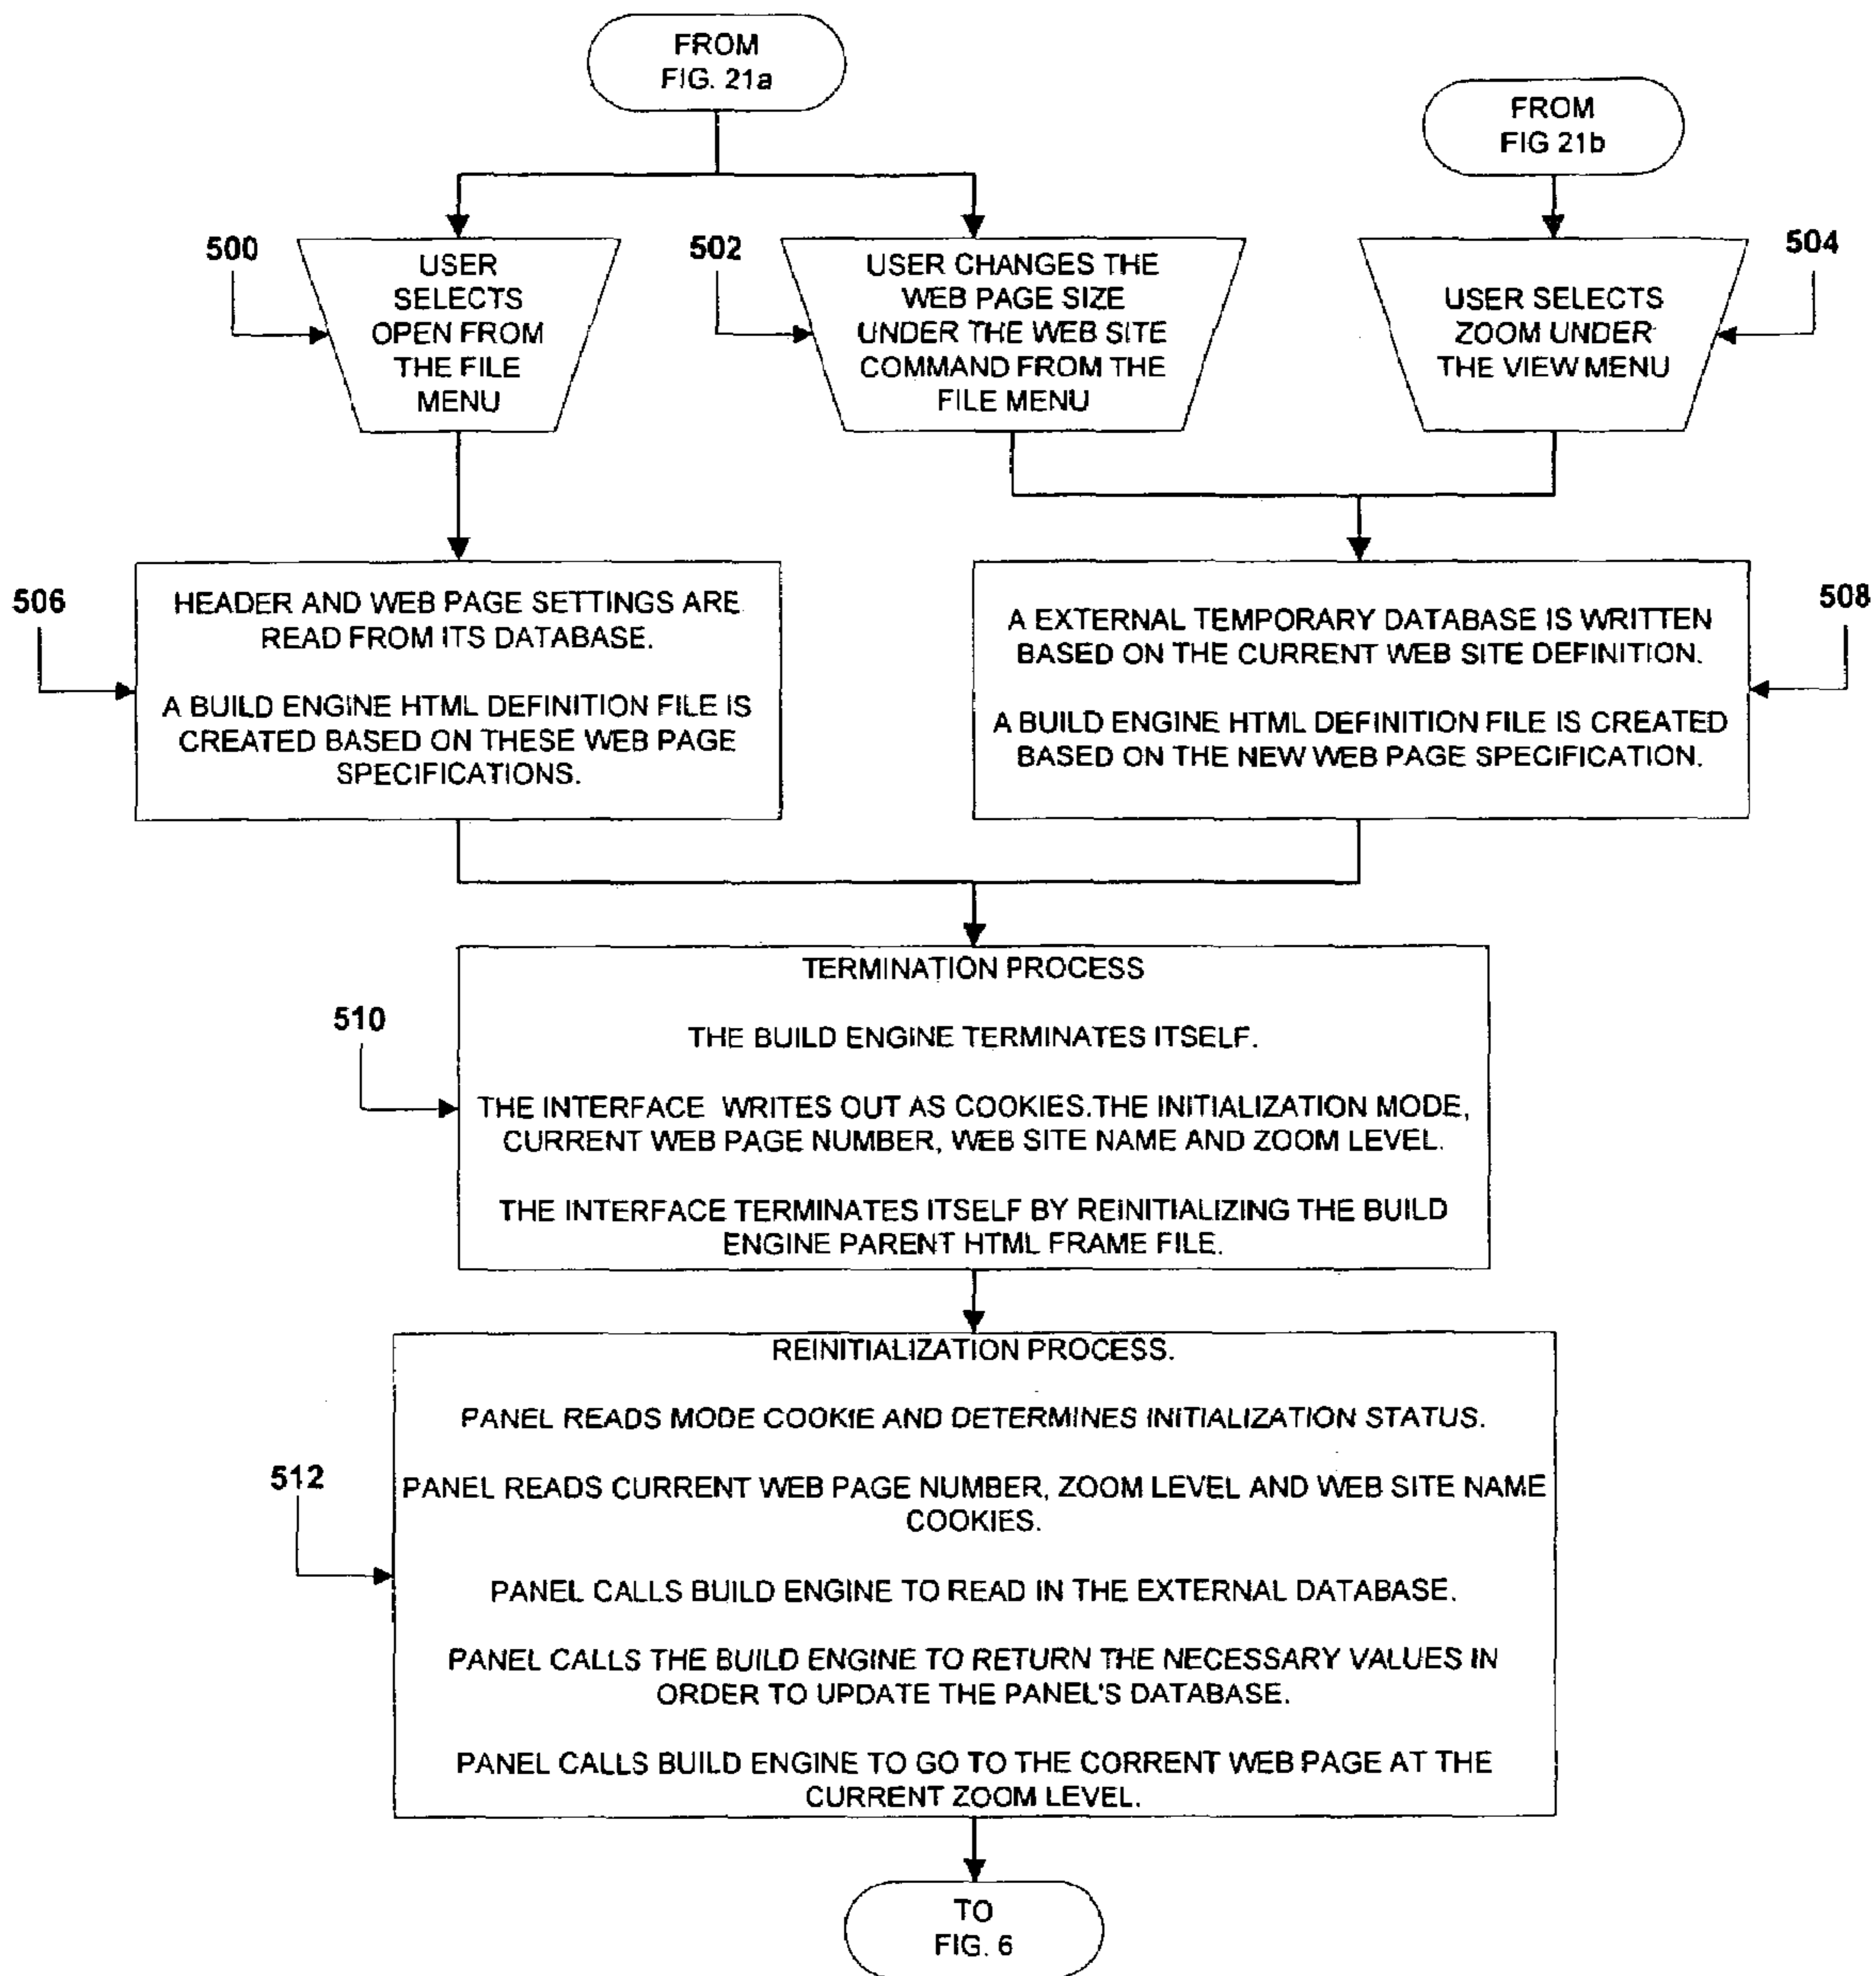 FROM
FIG. 21a
FROM
FIG 21b
500
USER
SELECTS
OPEN FROM
THE FILE
MENU
502
USER CHANGES THE
WEB PAGE SIZE
UNDER THE WEB SITE
COMMAND FROM THE
FILE MENU
504
USER SELECTS
ZOOM UNDER
THE VIEW MENU
506
HEADER AND WEB PAGE SETTINGS ARE
READ FROM ITS DATABASE.
A BUILD ENGINE HTML DEFINITION FILE IS
CREATED BASED ON THESE WEB PAGE
SPECIFICATIONS.
508
A EXTERNAL TEMPORARY DATABASE IS WRITTEN
BASED ON THE CURRENT WEB SITE DEFINITION.
A BUILD ENGINE HTML DEFINITION FILE IS CREATED
BASED ON THE NEW WEB PAGE SPECIFICATION.
510
TERMINATION PROCESS
THE BUILD ENGINE TERMINATES ITSELF.
THE INTERFACE WRITES OUT AS COOKIES.THE INITIALIZATION MODE,
CURRENT WEB PAGE NUMBER, WEB SITE NAME AND ZOOM LEVEL.
THE INTERFACE TERMINATES ITSELF BY REINITIALIZING THE BUILD
ENGINE PARENT HTML FRAME FILE.
512
REINITIALIZATION PROCESS.
PANEL READS MODE COOKIE AND DETERMINES INITIALIZATION STATUS.
PANEL READS CURRENT WEB PAGE NUMBER, ZOOM LEVEL AND WEB SITE NAME
COOKIES.
PANEL CALLS BUILD ENGINE TO READ IN THE EXTERNAL DATABASE.
PANEL CALLS THE BUILD ENGINE TO RETURN THE NECESSARY VALUES IN
ORDER TO UPDATE THE PANEL'S DATABASE.
PANEL CALLS BUILD ENGINE TO GO TO THE CORRENT WEB PAGE AT THE
CURRENT ZOOM LEVEL.
TO
FIG. 6